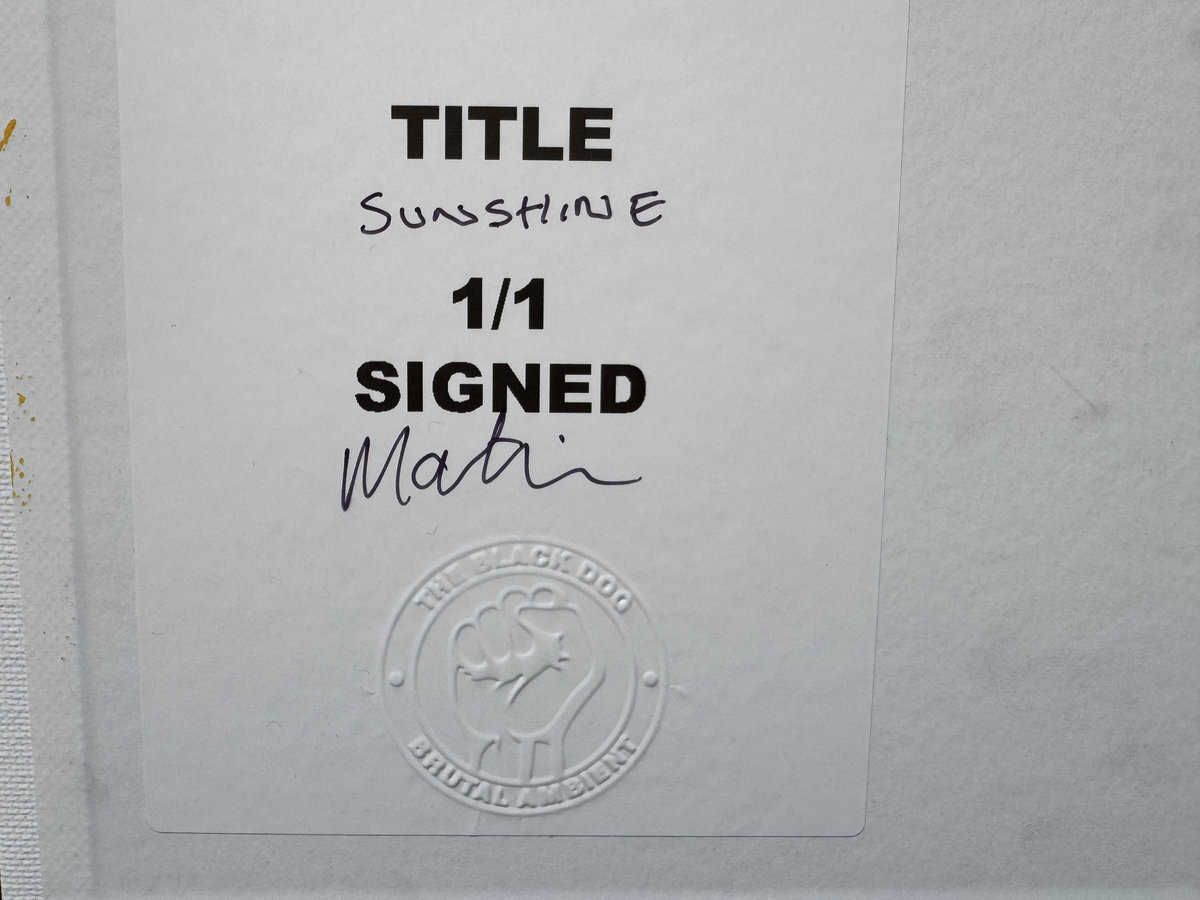 TITLE
SUNSHINE
1/1
SIGNED
Martin
THE BLACK DOG
BRUTAL AMBIENT